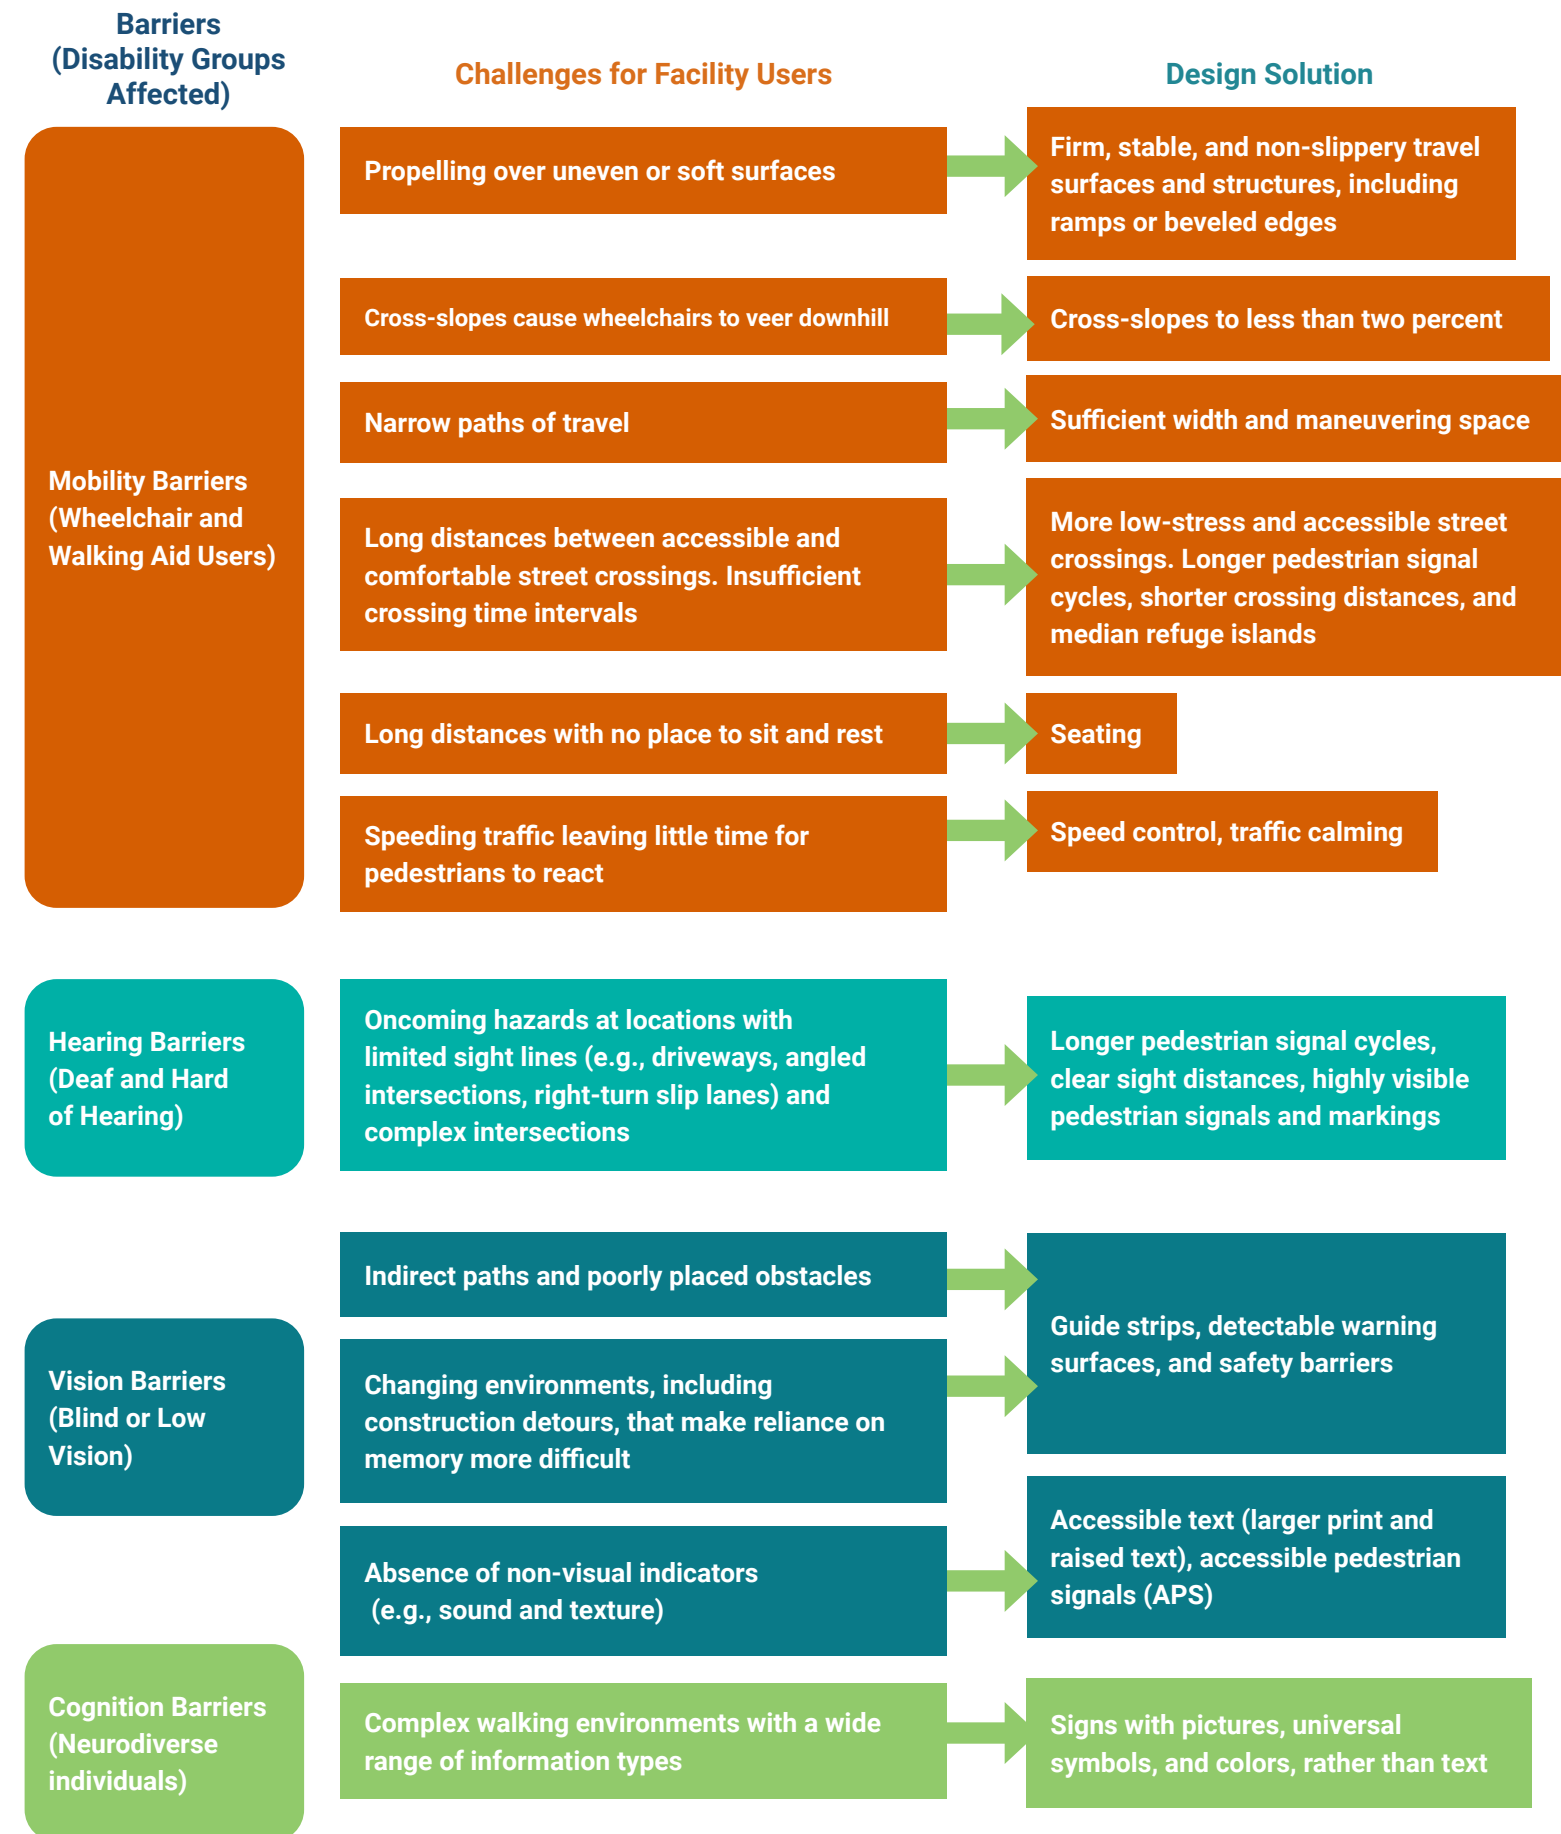 Barriers
(Disability Groups
Affected)
Challenges for Facility Users
Design Solution
Mobility Barriers
(Wheelchair and
Walking Aid Users)
Propelling over uneven or soft surfaces
Firm, stable, and non-slippery travel
surfaces and structures, including
ramps or beveled edges
Cross-slopes cause wheelchairs to veer downhill
Cross-slopes to less than two percent
Narrow paths of travel
Sufficient width and maneuvering space
Long distances between accessible and
comfortable street crossings. Insufficient
crossing time intervals
More low-stress and accessible street
crossings. Longer pedestrian signal
cycles, shorter crossing distances, and
median refuge islands
Long distances with no place to sit and rest
Seating
Speeding traffic leaving little time for
pedestrians to react
Speed control, traffic calming
Hearing Barriers
(Deaf and Hard
of Hearing)
Oncoming hazards at locations with
limited sight lines (e.g., driveways, angled
intersections, right-turn slip lanes) and
complex intersections
Longer pedestrian signal cycles,
clear sight distances, highly visible
pedestrian signals and markings
Vision Barriers
(Blind or Low
Vision)
Indirect paths and poorly placed obstacles
Changing environments, including
construction detours, that make reliance on
memory more difficult
Guide strips, detectable warning
surfaces, and safety barriers
Absence of non-visual indicators
(e.g., sound and texture)
Accessible text (larger print and
raised text), accessible pedestrian
signals (APS)
Cognition Barriers
(Neurodiverse
individuals)
Complex walking environments with a wide
range of information types
Signs with pictures, universal
symbols, and colors, rather than text